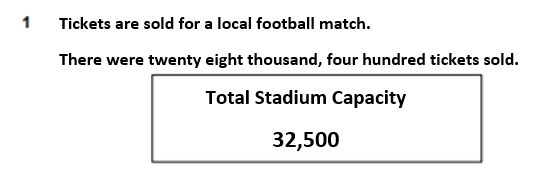 1 Tickets are sold for a local football match.
There were twenty eight thousand, four hundred tickets sold.
Total Stadium Capacity
32,500